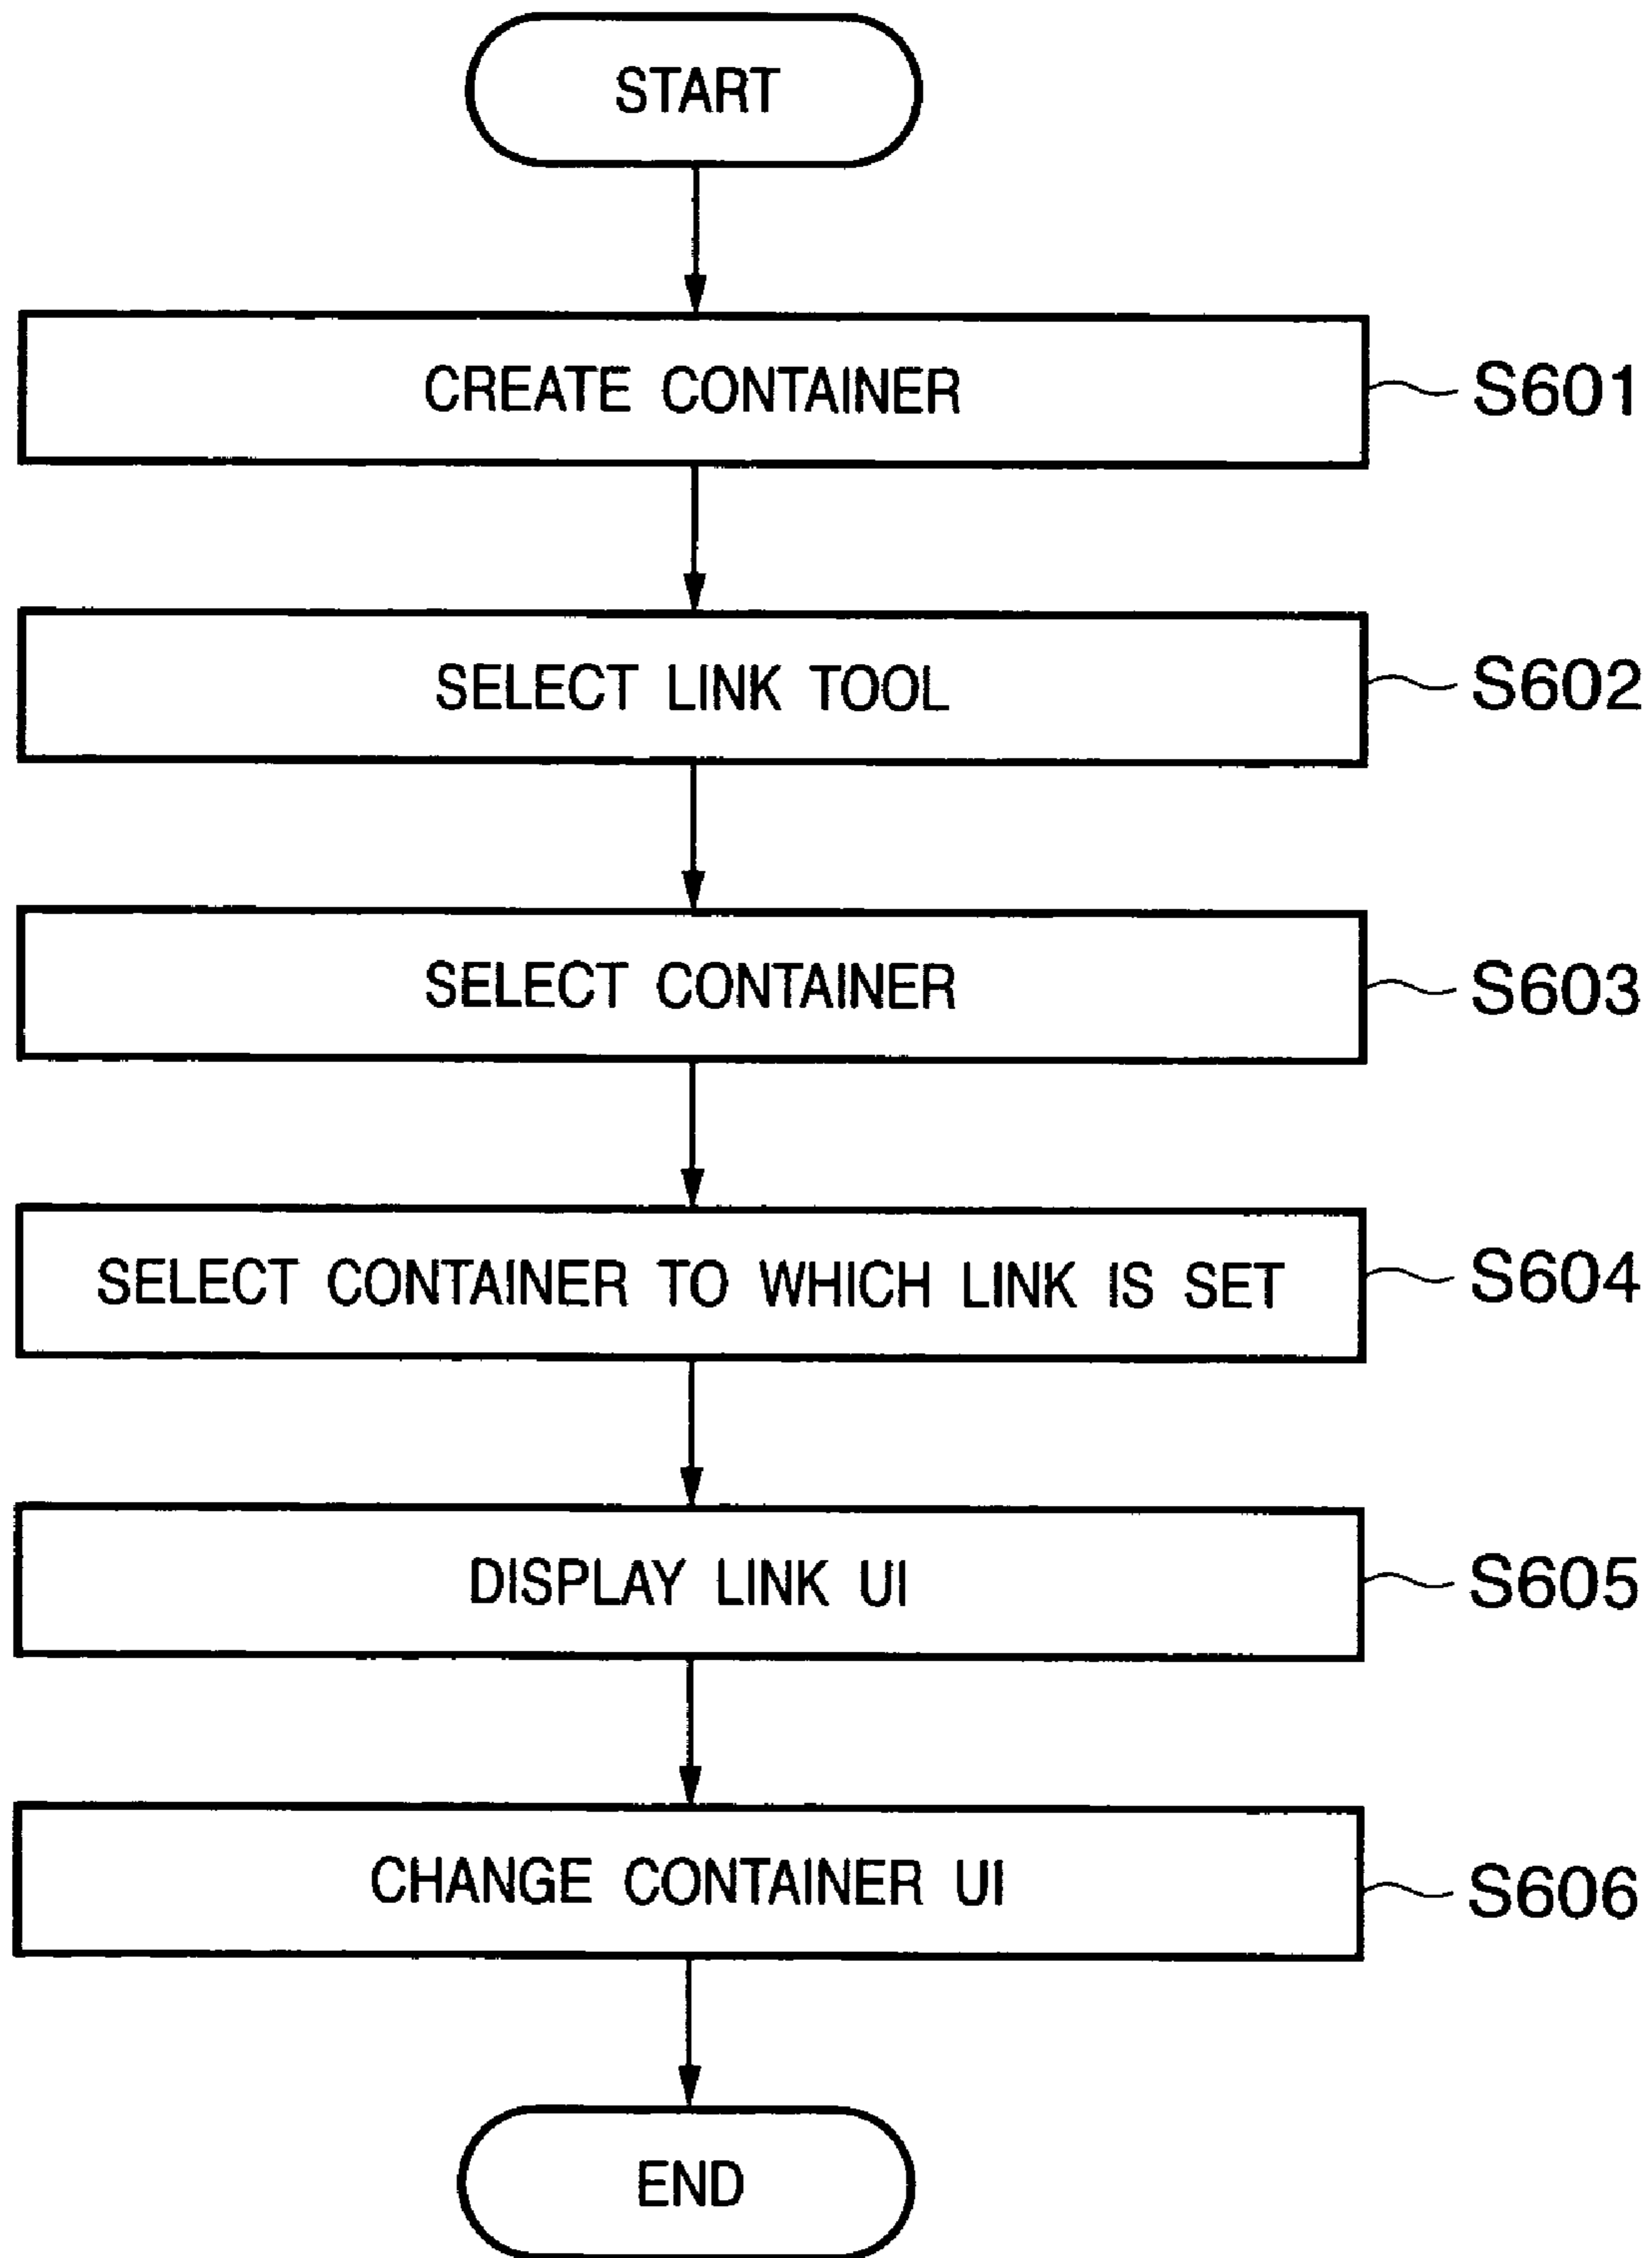 START
CREATE CONTAINER
S601
SELECT LINK TOOL
S602
SELECT CONTAINER
S603
SELECT CONTAINER TO WHICH LINK IS SET
S604
DISPLAY LINK UI
S605
CHANGE CONTAINER UI
S606
END